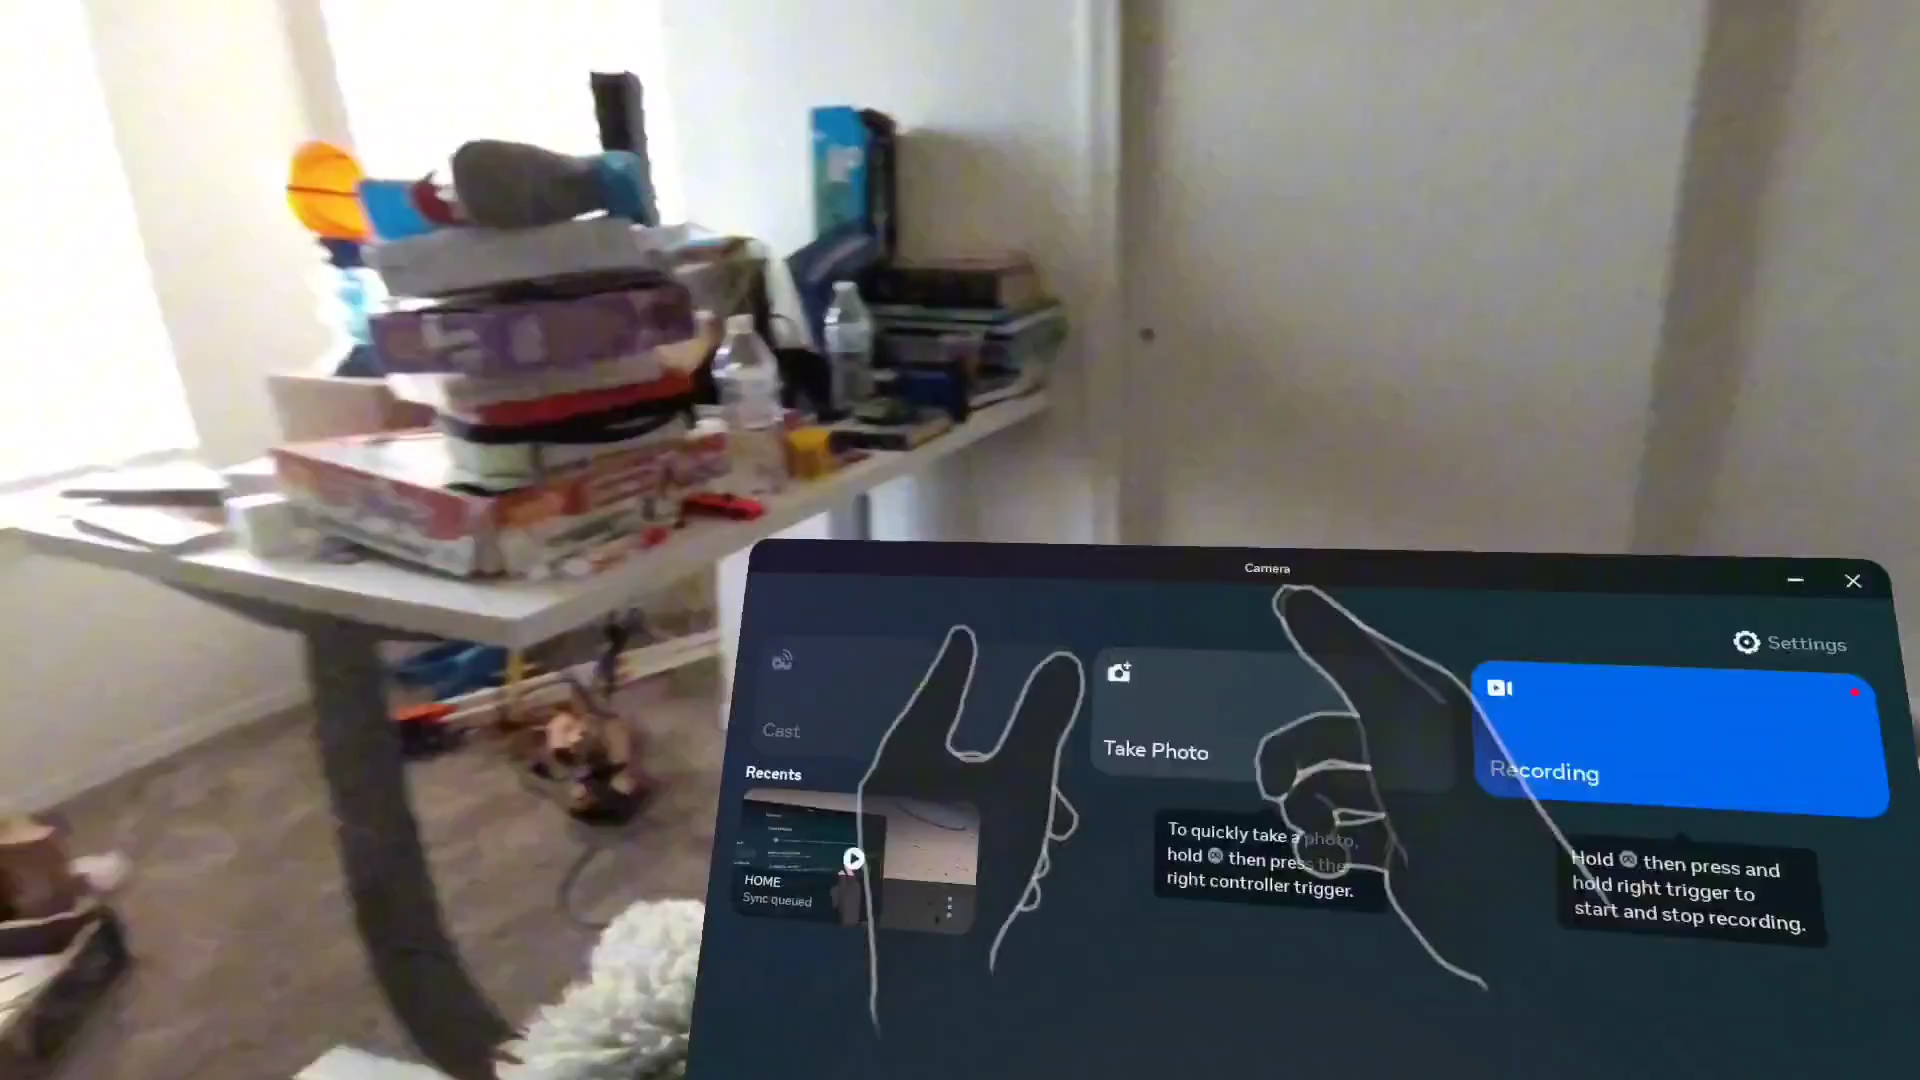 Camera
Settings
Cast
Take Photo
Recording
Recents
HOME
Sync queued
To quickly take a photo,
hold then press the
right controller trigger.
Hold then press and
hold right trigger to
start and stop recording.